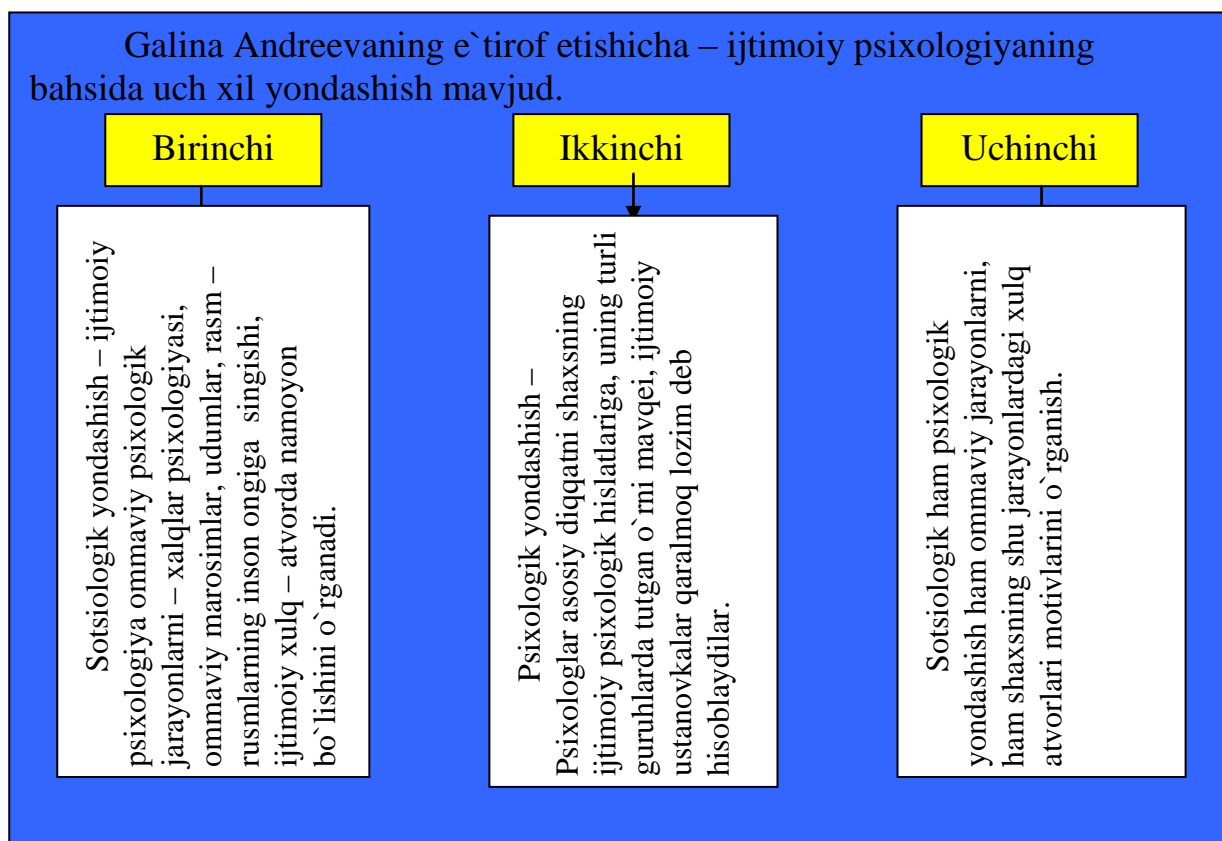 Galina Andreevaning e`tirof etishicha – ijtimoiy psixologiyaning
bahsida uch xil yondashish mavjud.
Birinchi
Sotsiologik yondashish – ijtimoiy
psixologiya ommaviy psixologik
jarayonlarni – xalqlar psixologiyasi,
ommaviy marosimlar, udumlar, rasm –
rusmlarning inson ongiga singishi,
ijtimoiy xulq – atvorda namoyon
bo`lishini o`rganadi.
Ikkinchi
Psixologik yondashish –
Psixologlar asosiy diqqatni shaxsning
ijtimoiy psixologik hislatlariga, uning turli
guruhlarda tutgan o`rni mavqei, ijtimoiy
ustanovkalar qaralmoq lozim deb
hisoblaydilar.
Uchinchi
Sotsiologik ham psixologik
yondashish ham ommaviy jarayonlarni,
ham shaxsning shu jarayonlardagi xulq
atvorlari motivlarini o`rganish.